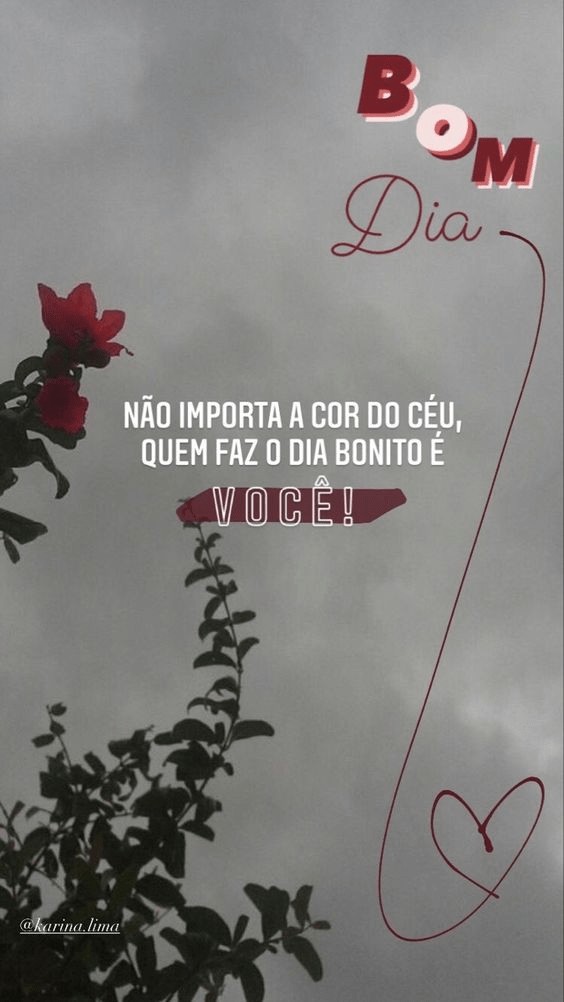 BOM
Dia
NÃO IMPORTA A COR DO CÉU,
QUEM FAZ O DIA BONITO É
VOCÊ!
@karina.lima